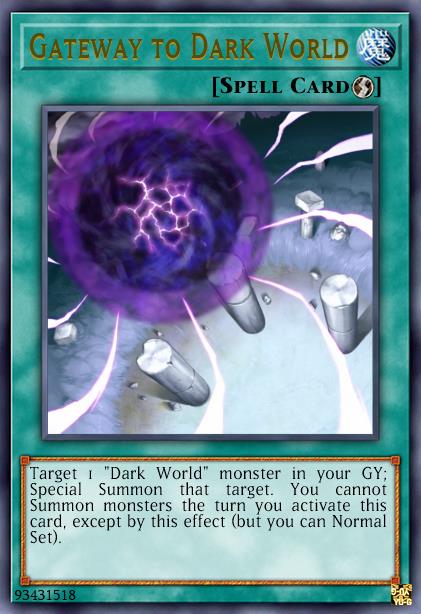 GATEWAY TO DARK WORLD 魔
[SPELL CARD]
Target 1 "Dark World" monster in your GY;
Special Summon that target. You cannot
Summon monsters the turn you activate this
card, except by this effect (but you can Normal
Set).
93431518